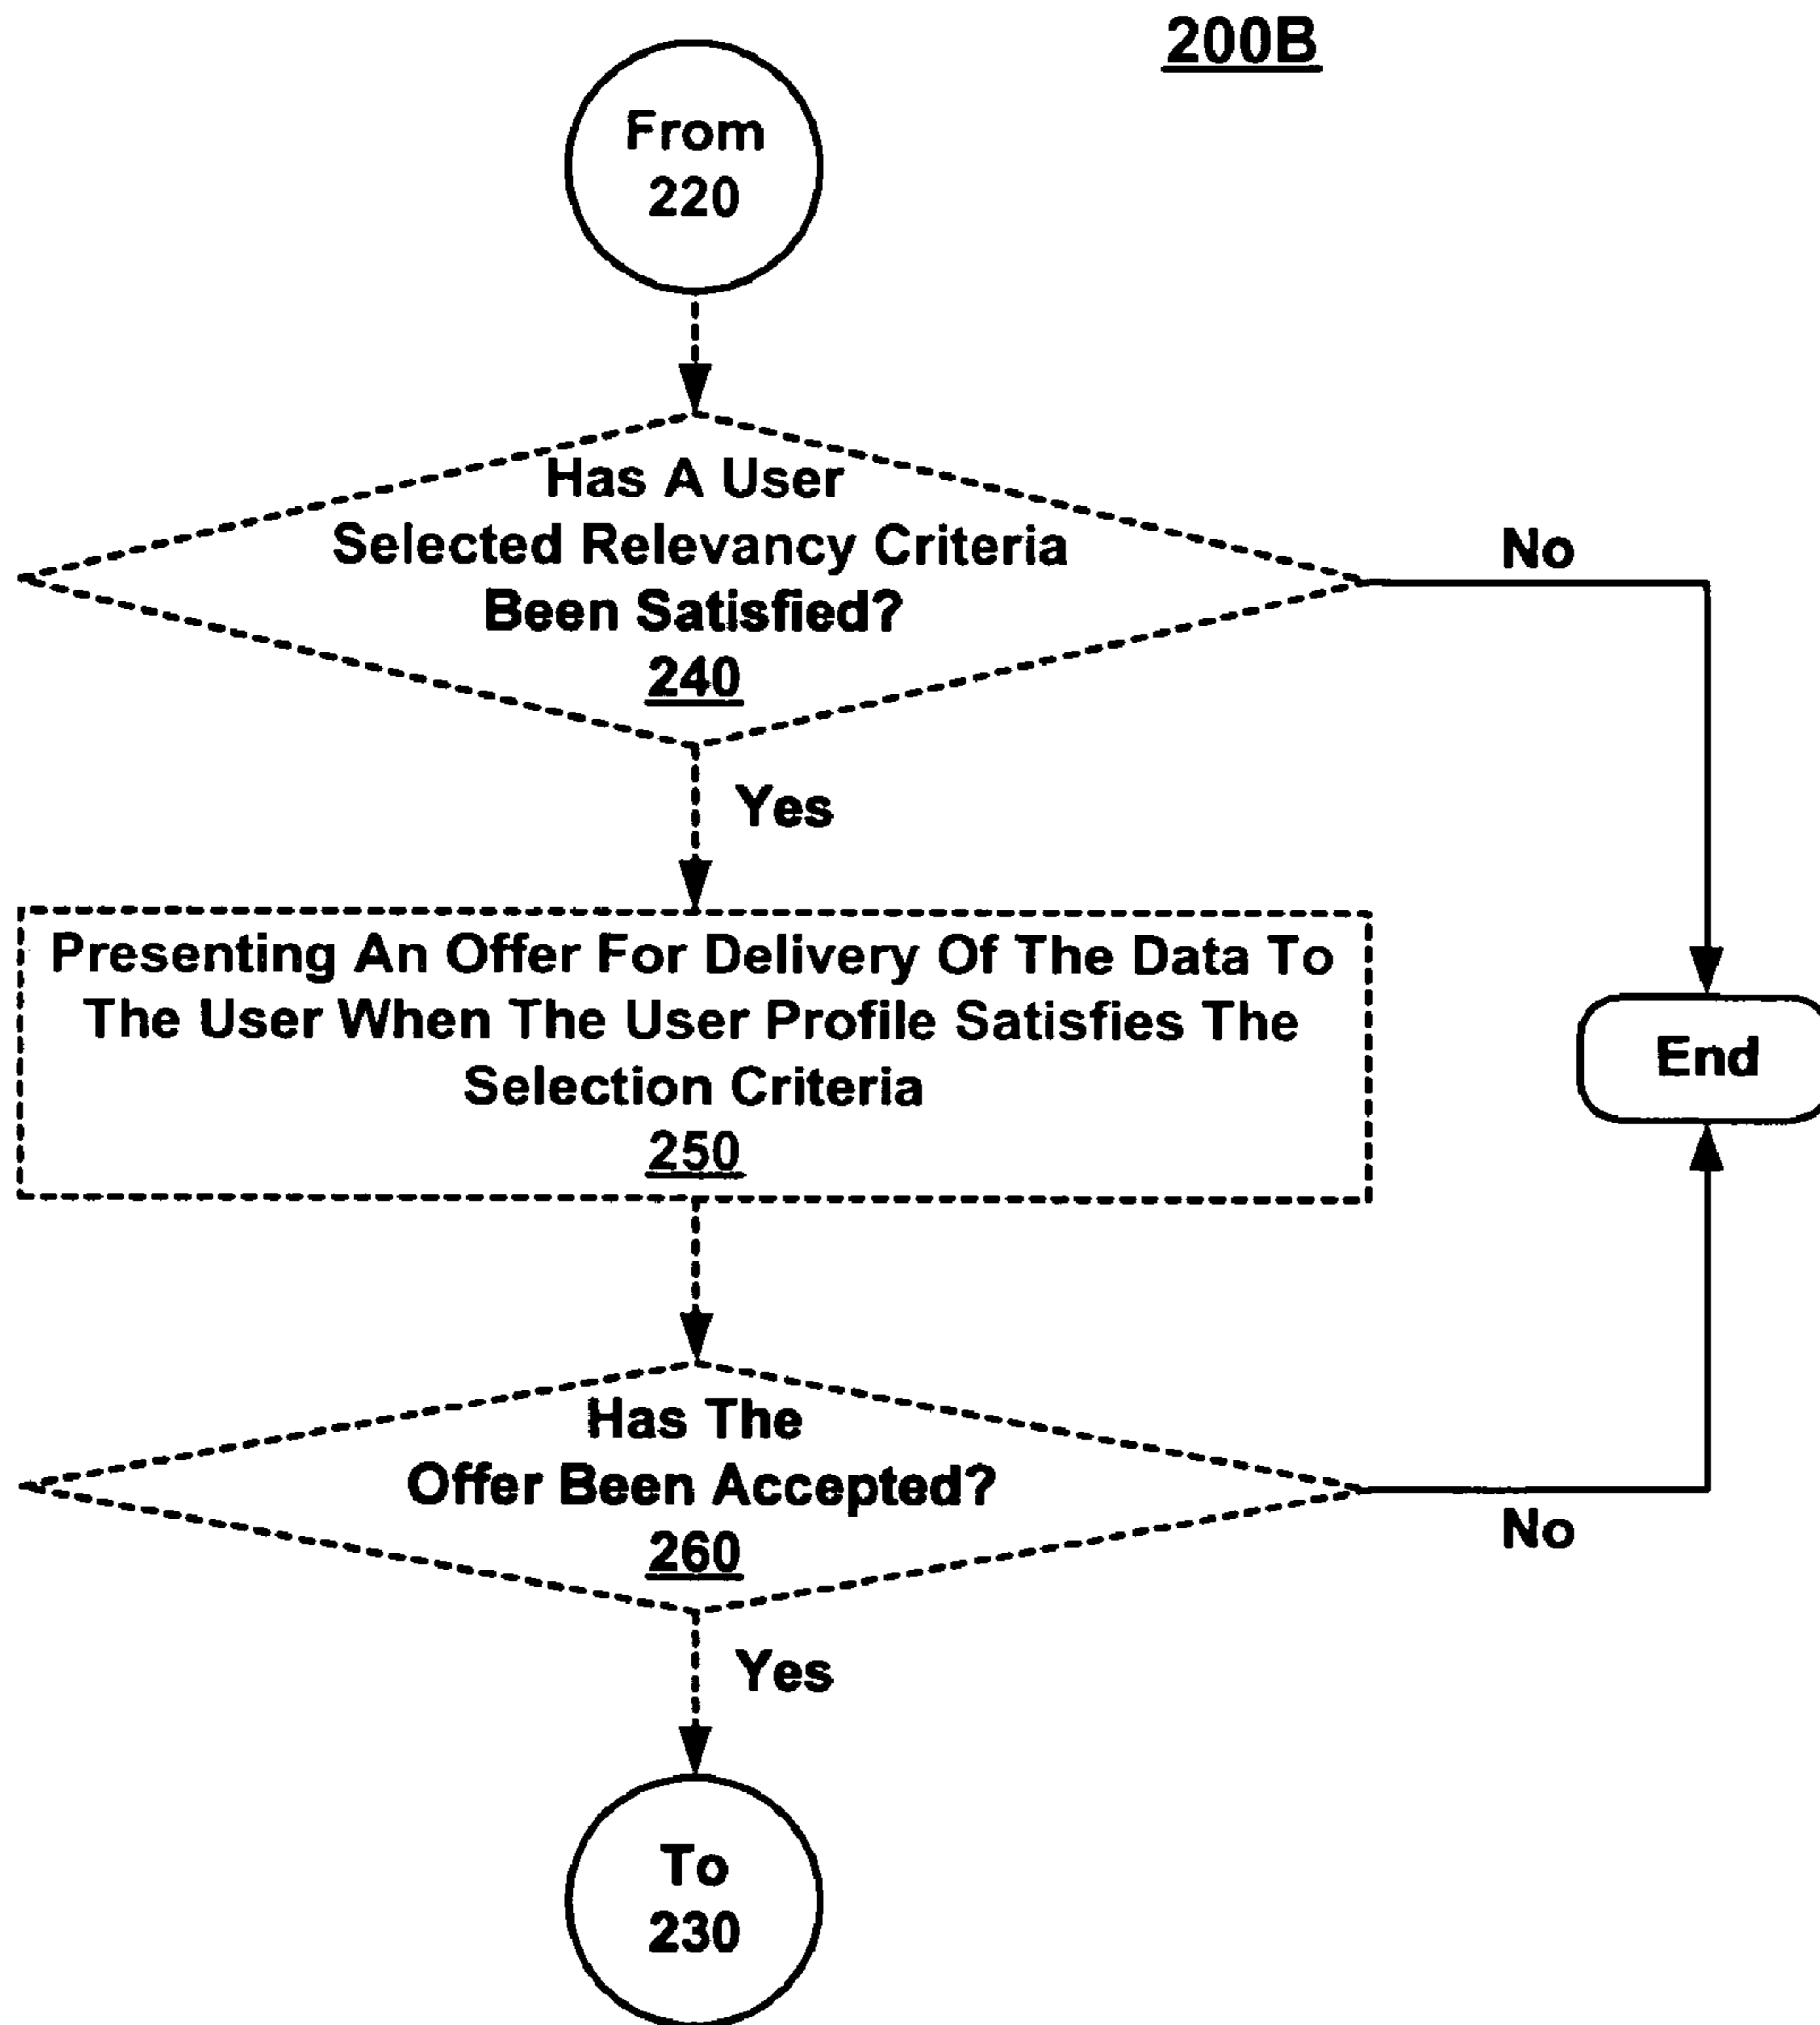 200B
From
220
Has A User
Selected Relevancy Criteria
Been Satisfied?
240
No
Yes
Presenting An Offer For Delivery Of The Data To
The User When The User Profile Satisfies The
Selection Criteria
250
End
Has The
Offer Been Accepted?
260
No
Yes
To
230